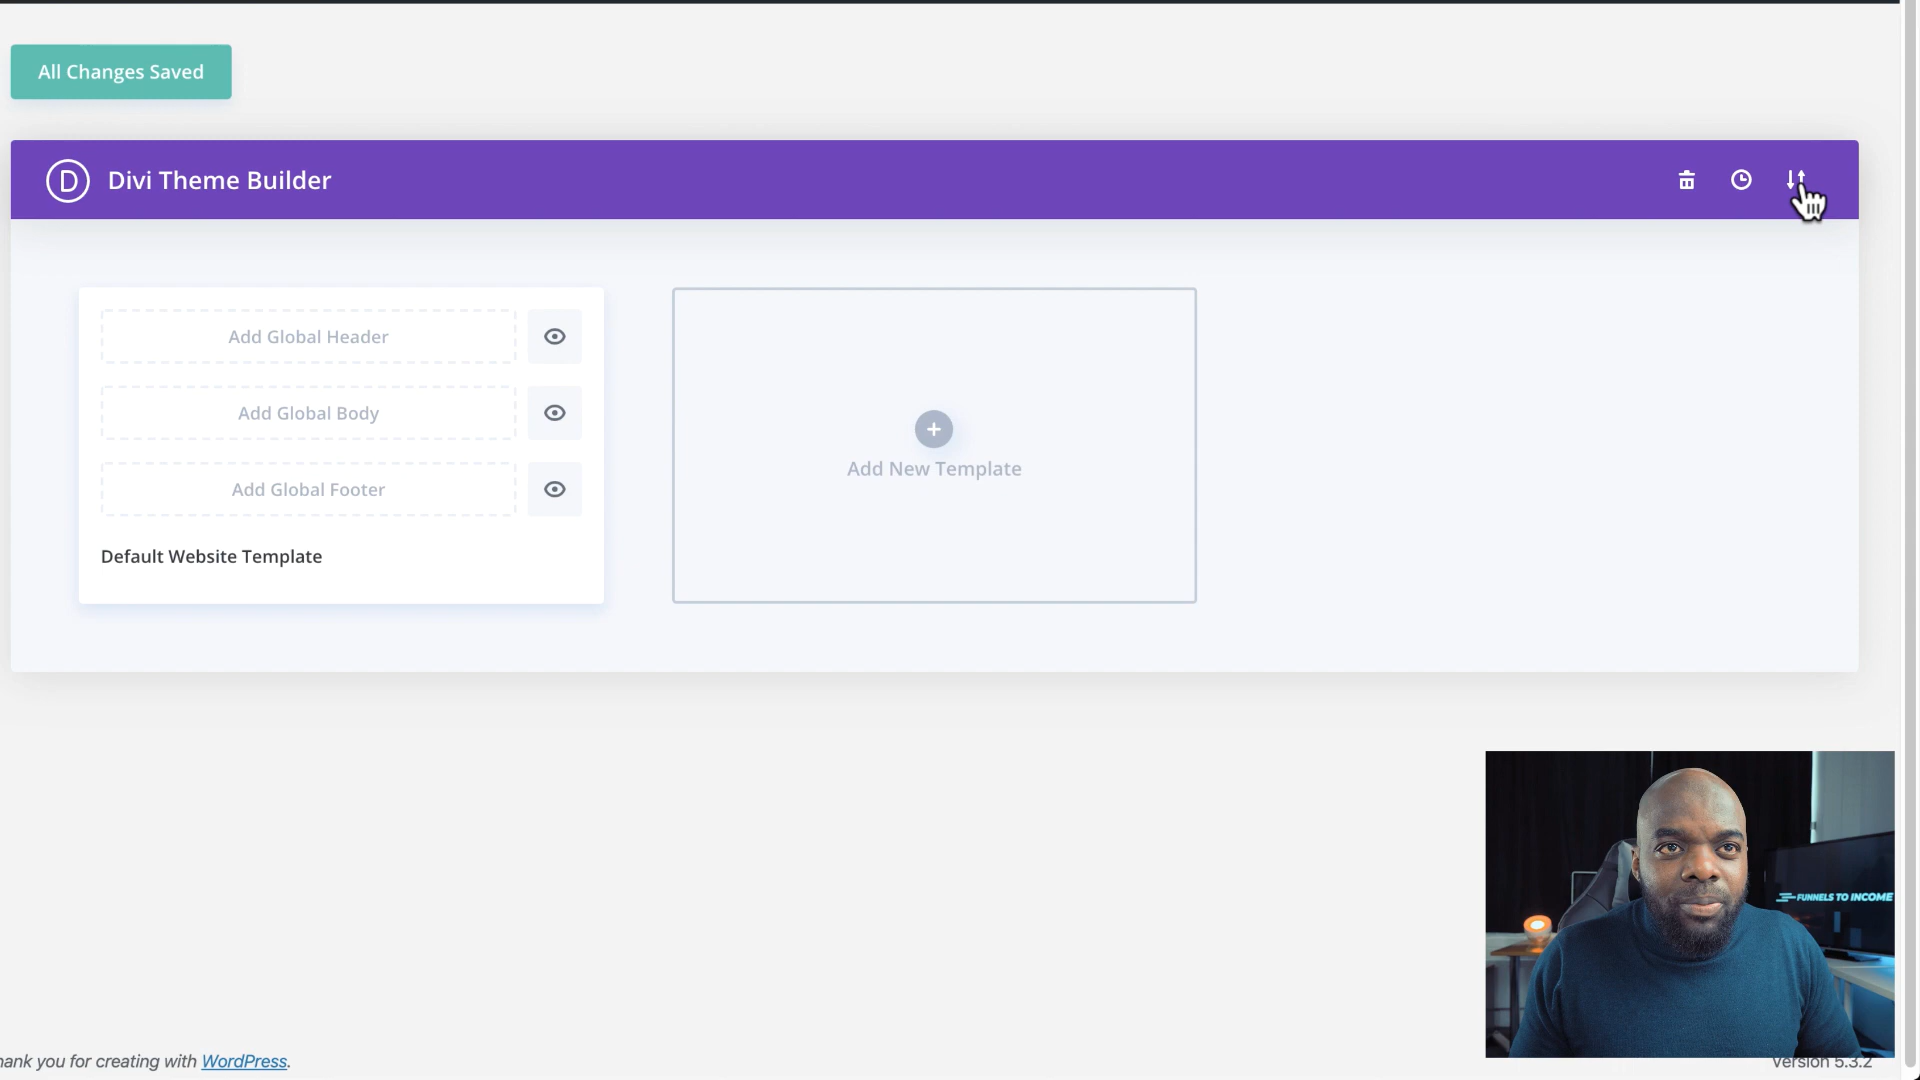 All Changes Saved
D Divi Theme Builder
Add Global Header
Add Global Body
Add Global Footer
Default Website Template
+
Add New Template
FUNNELS TO INCOME
hank you for creating with WordPress.
Version 5.3.2